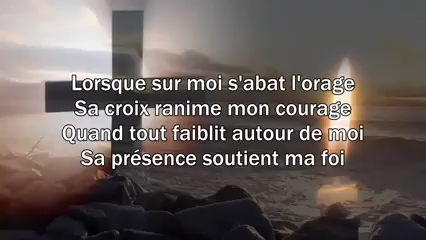 Lorsque sur moi s'abat l'orage
Sa croix ranime mon courage
Quand tout faiblit autour de moi
Sa présence soutient ma foi